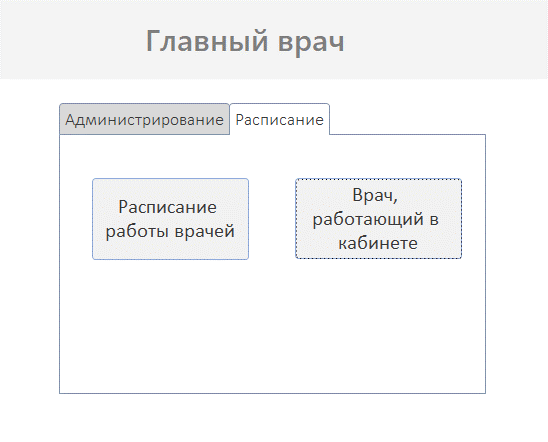 Главный врач
Администрирование
Расписание
Расписание
работы врачей
Врач,
работающий в
кабинете